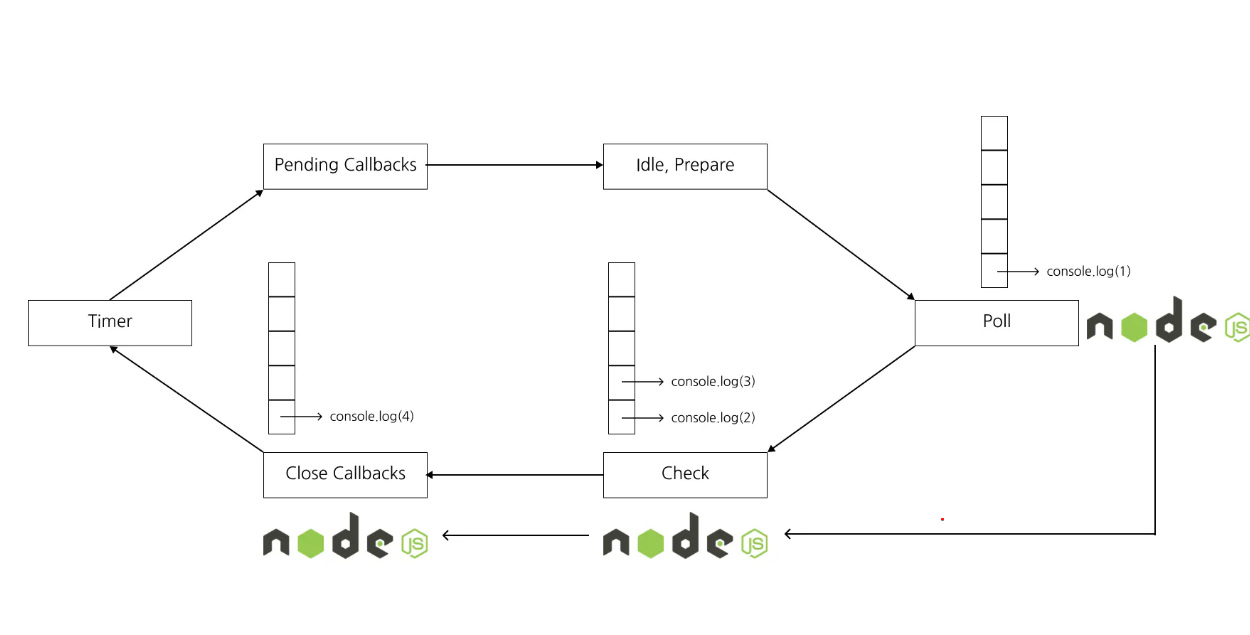 Pending Callbacks
Idle, Prepare
console.log(1)
Timer
Poll
node JS
console.log(3)
console.log(4)
console.log(2)
Close Callbacks
Check
node JS
node JS